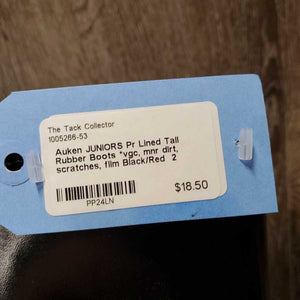 The Tack Collector
1005266-53
Auken JUNIORS Pr Lined Tall
Rubber Boots *vgc, mnr dirt,
scratches, film Black/Red 2
$18.50
PP24LN